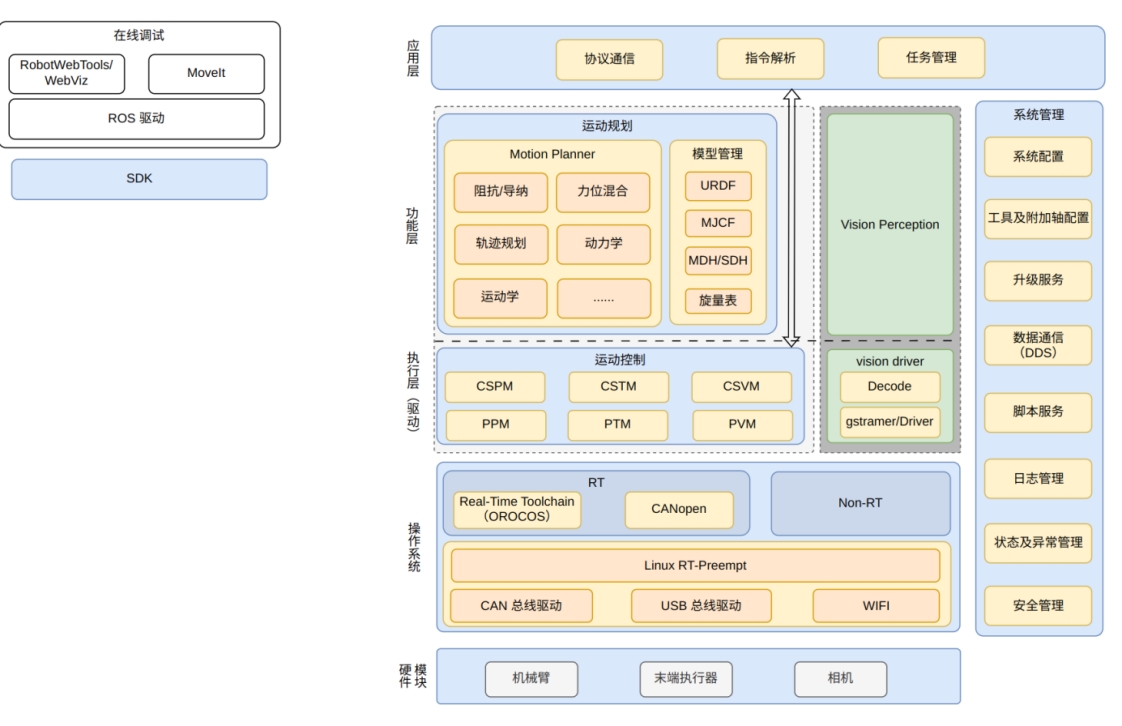 在线调试
RobotWebTools/
WebViz
MoveIt
ROS 驱动
SDK
应用层
协议通信
指令解析
任务管理
功能层
运动规划
Motion Planner
阻抗/导纳
力位混合
轨迹规划
动力学
运动学
......
模型管理
URDF
MJCF
MDH/SDH
旋量表
Vision Perception
执行层（驱动）
运动控制
CSPM
CSTM
CSVM
PPM
PTM
PVM
vision driver
Decode
gstramer/Driver
系统管理
系统配置
工具及附加轴配置
升级服务
数据通信
（DDS）
脚本服务
日志管理
状态及异常管理
安全管理
操作系统
RT
Real-Time Toolchain
（OROCOS）
CANopen
Non-RT
Linux RT-Preempt
CAN 总线驱动
USB 总线驱动
WIFI
硬件模块
机械臂
末端执行器
相机